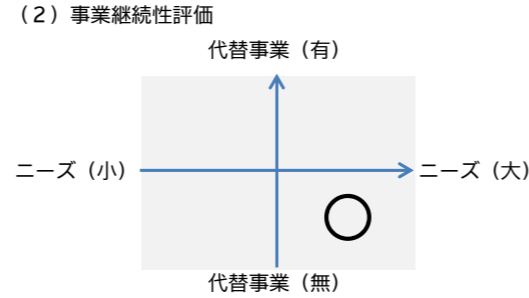 （２）事業継続性評価
代替事業（有）
ニーズ（小）
ニーズ（大）
代替事業（無）